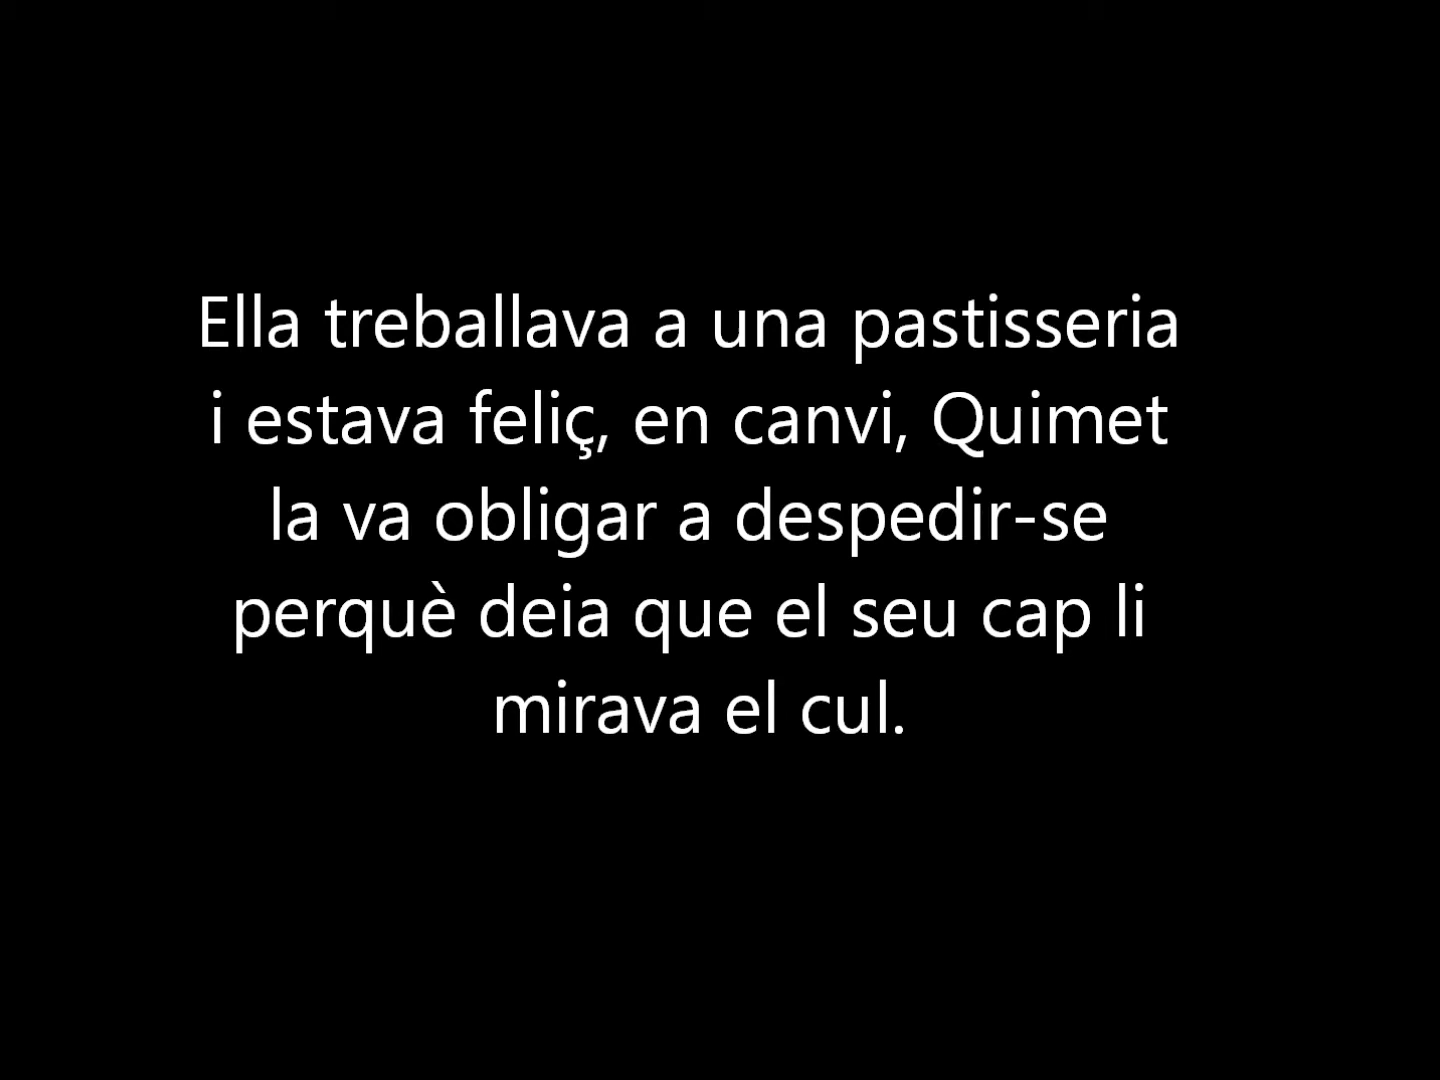 Ella treballava a una pastisseria
i estava feliç, en canvi, Quimet
la va obligar a despedir-se
perquè deia que el seu cap li
mirava el cul.